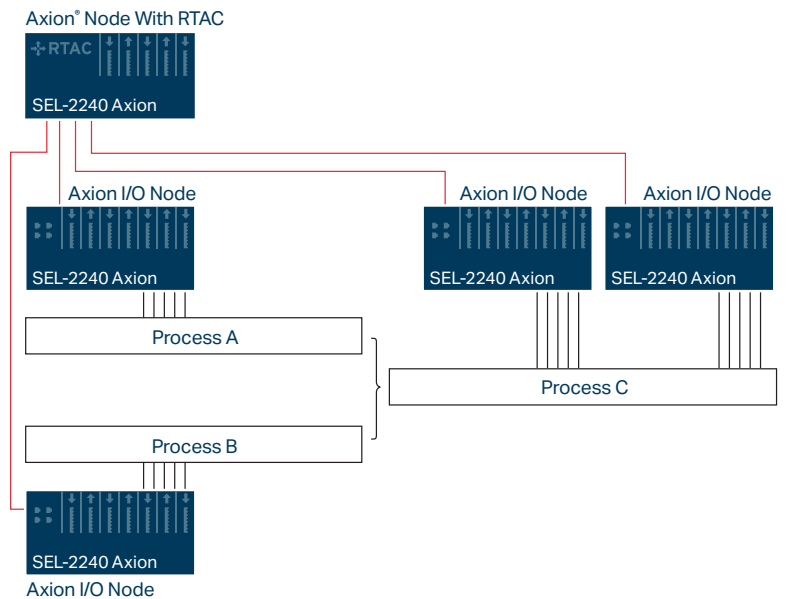 Axion® Node With RTAC
RTAC
SEL-2240 Axion
Axion I/O Node
SEL-2240 Axion
Axion I/O Node
SEL-2240 Axion
Axion I/O Node
SEL-2240 Axion
Process A
Process C
Process B
SEL-2240 Axion
Axion I/O Node